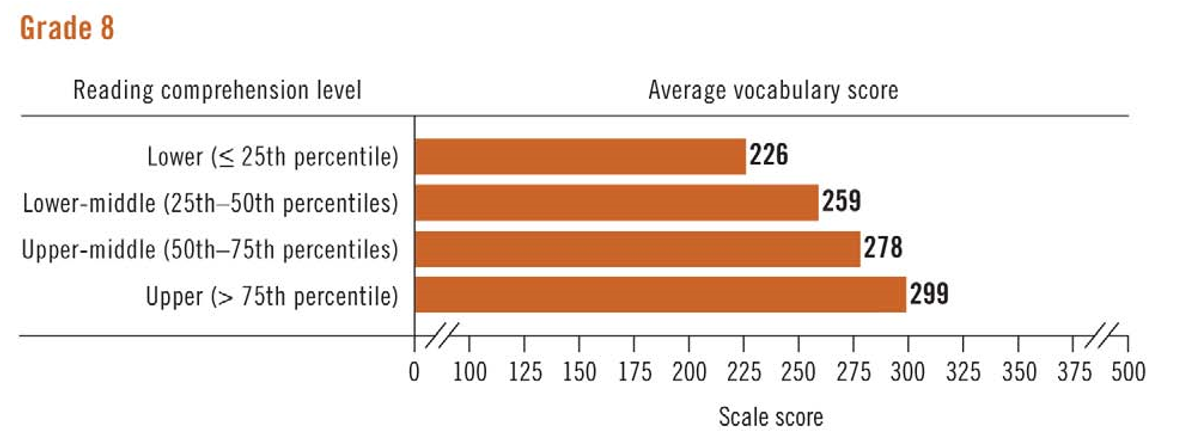 Grade 8
Reading comprehension level Average vocabulary score
Lower (≤ 25th percentile) 226
Lower-middle (25th–50th percentiles) 259
Upper-middle (50th–75th percentiles) 278
Upper (> 75th percentile) 299
0 100 125 150 175 200 225 250 275 300 325 350 375 500
Scale score